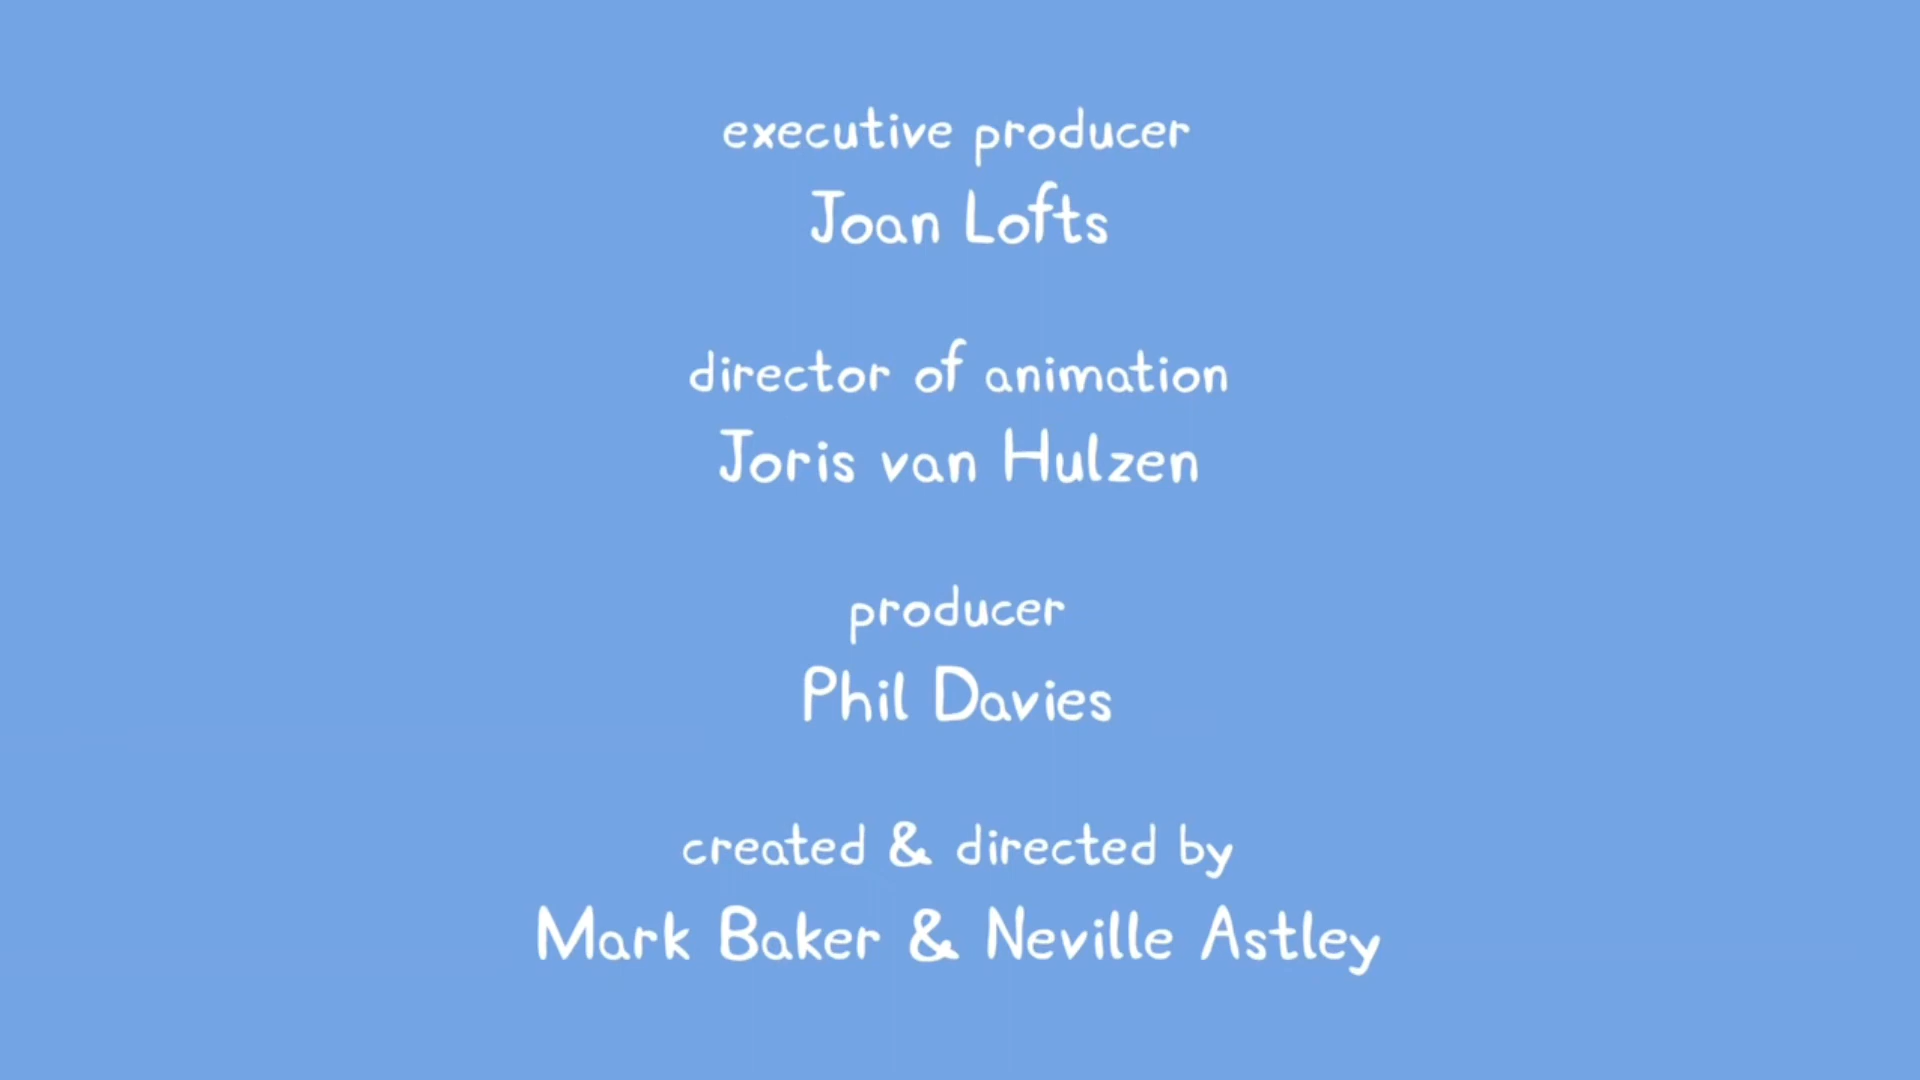 executive producer
Joan Lofts
director of animation
Joris van Hulzen
producer
Phil Davies
created & directed by
Mark Baker & Neville Astley